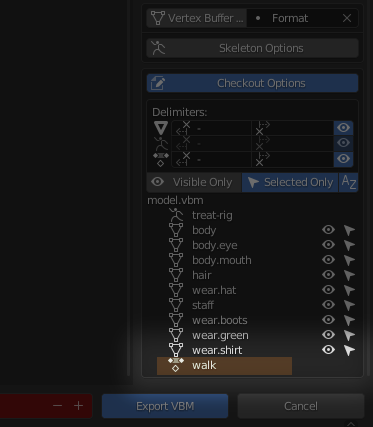 Vertex Buffer ... • Format
Skeleton Options
Checkout Options
Delimiters:
-
-
-
Visible Only Selected Only AZ
model.vbm
treat-rig
body
body.eye
body.mouth
hair
wear.hat
staff
wear.boots
wear.green
wear.shirt
walk
− + Export VBM Cancel